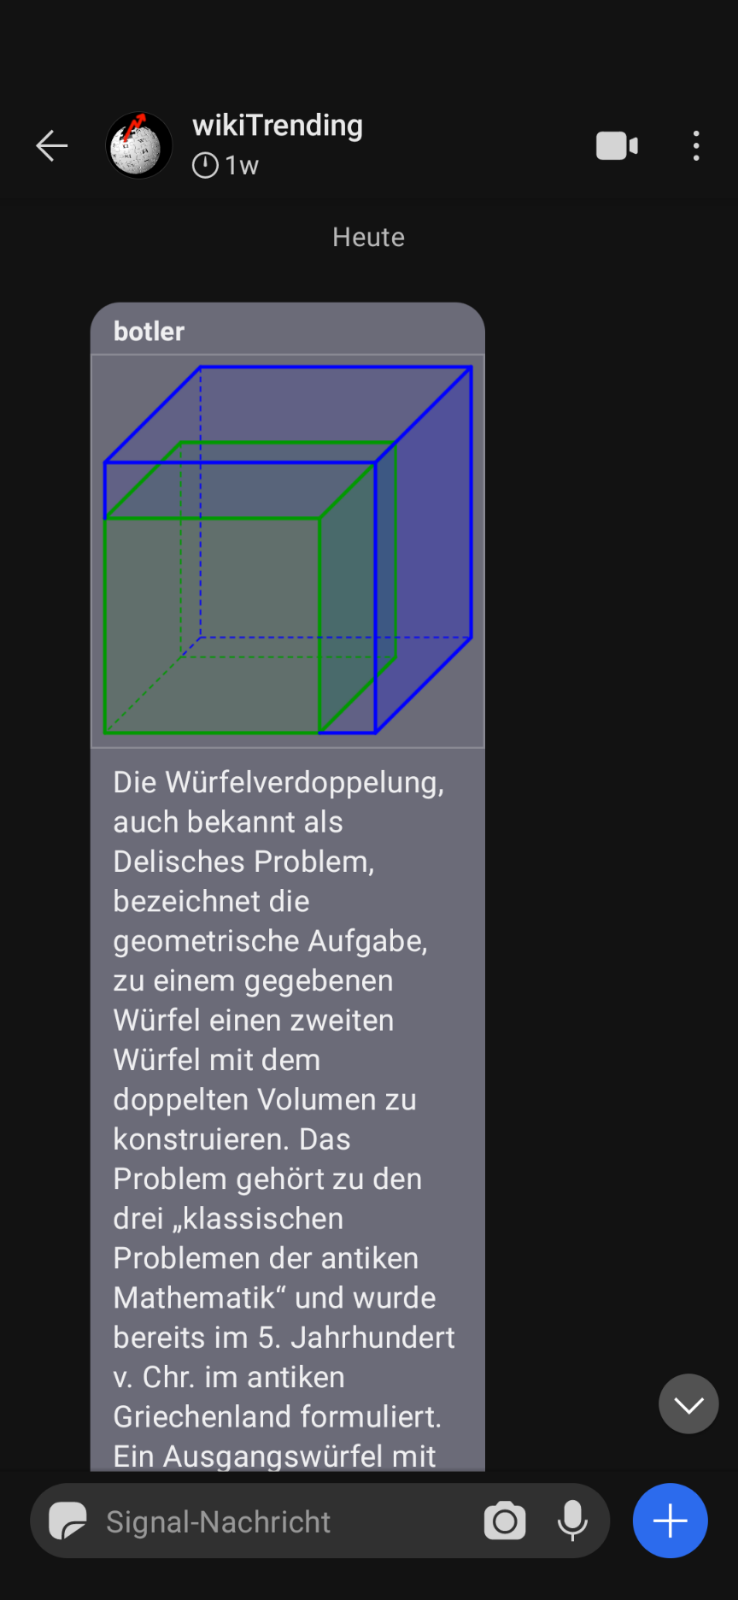 wikiTrending
1w
Heute
botler
Die Würfelverdoppelung,
auch bekannt als
Delisches Problem,
bezeichnet die
geometrische Aufgabe,
zu einem gegebenen
Würfel einen zweiten
Würfel mit dem
doppelten Volumen zu
konstruieren. Das
Problem gehört zu den
drei „klassischen
Problemen der antiken
Mathematik“ und wurde
bereits im 5. Jahrhundert
v. Chr. im antiken
Griechenland formuliert.
Ein Ausgangswürfel mit
Signal-Nachricht